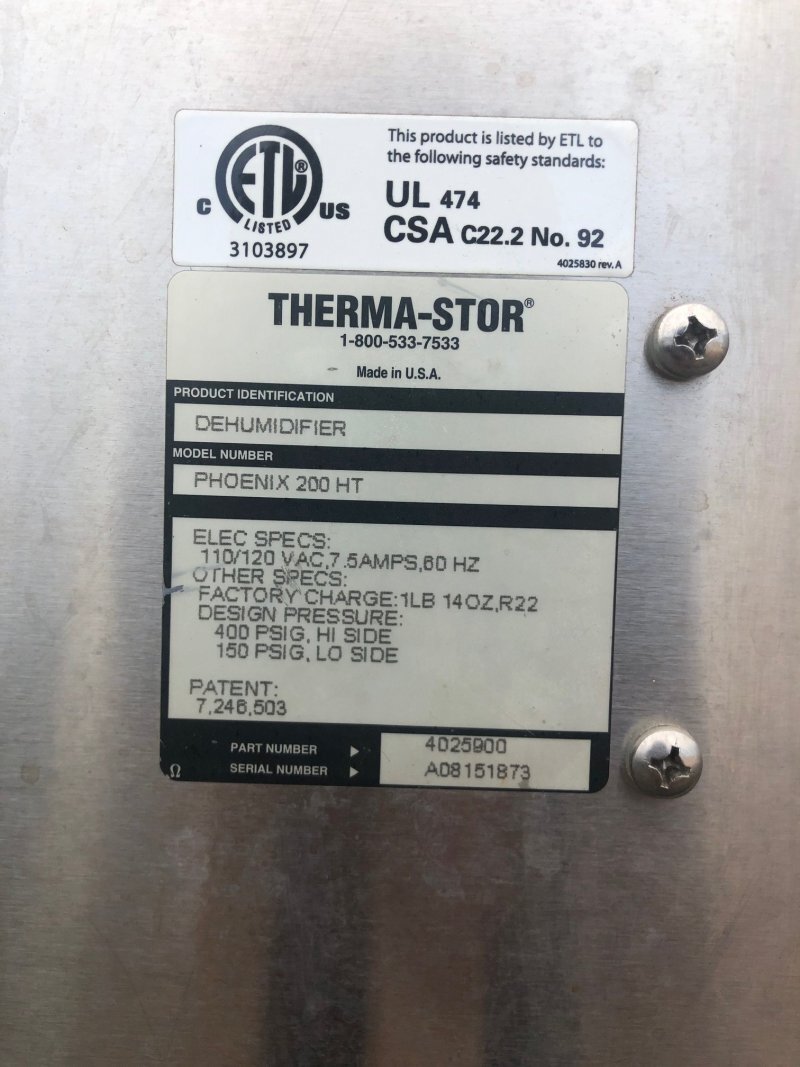 ETL®
C US
LISTED
3103897
This product is listed by ETL to
the following safety standards:
UL 474
CSA C22.2 No. 92
4025830 rev.A
THERMA-STOR®
1-800-533-7533
Made in U.S.A.
PRODUCT IDENTIFICATION
DEHUMIDIFIER
MODEL NUMBER
PHOENIX 200 HT
ELEC SPECS:
110/120 VAC,7.5AMPS,60 HZ
OTHER SPECS:
FACTORY CHARGE:1LB 14OZ,R22
DESIGN PRESSURE:
400 PSIG, HI SIDE
150 PSIG, LO SIDE
PATENT:
7,246,503
PART NUMBER ▶ 4025900
Ω SERIAL NUMBER ▶ A08151873